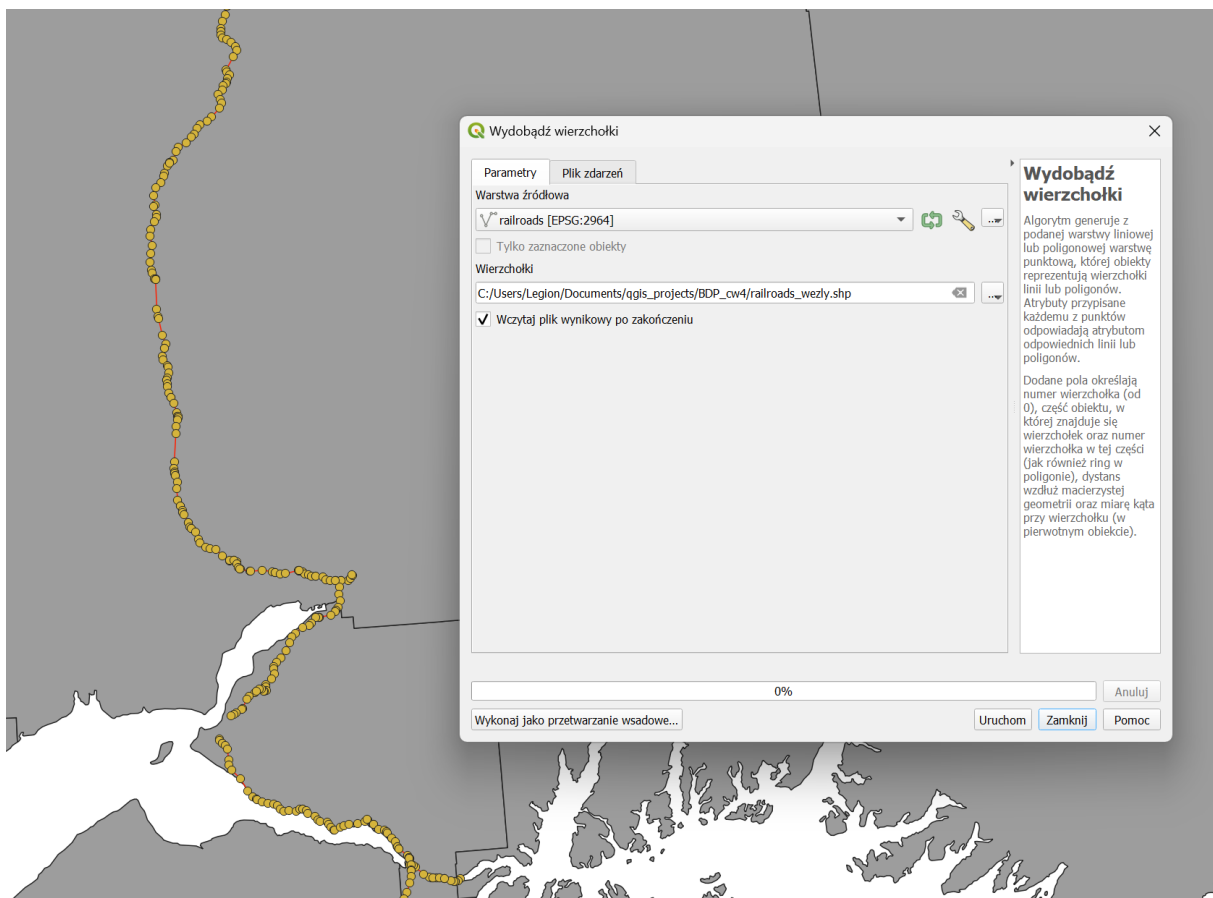 Wydobądź wierzchołki
Parametry
Plik zdarzeń
Warstwa źródłowa
railroads [EPSG:2964]
Tylko zaznaczone obiekty
Wierzchołki
C:/Users/Legion/Documents/qgis_projects/BDP_cw4/railroads_wezly.shp
Wczytaj plik wynikowy po zakończeniu
Wydobądź
wierzchołki
Algorytm generuje z
podanej warstwy liniowej
lub poligonowej warstwę
punktową, której obiekty
reprezentują wierzchołki
linii lub poligonów.
Atrybuty przypisane
każdemu z punktów
odpowiadają atrybutom
odpowiednich linii lub
poligonów.
Dodane pola określają
numer wierzchołka (od
0), część obiektu, w
której znajduje się
wierzchołek oraz numer
wierzchołka w tej części
(jak również ring w
poligonie), dystans
wzdłuż macierzystej
geometrii oraz miarę kąta
przy wierzchołku (w
pierwotnym obiekcie).
0%
Anuluj
Wykonaj jako przetwarzanie wsadowe...
Uruchom
Zamknij
Pomoc